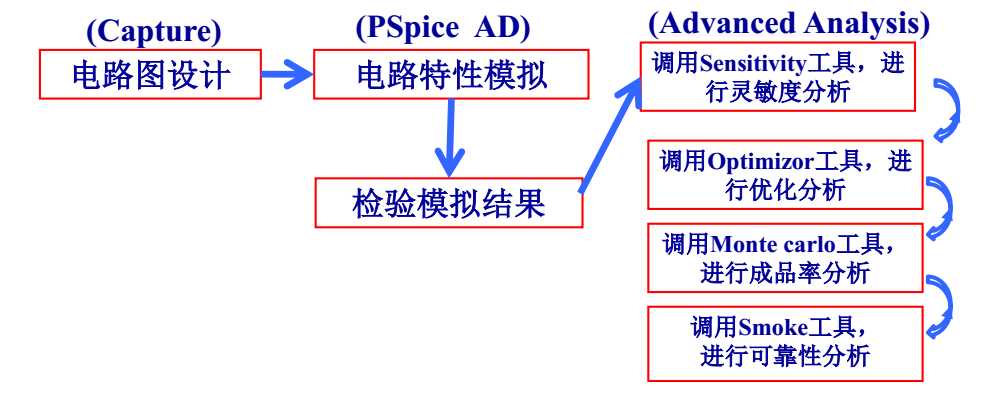 (Capture)
电路图设计
(PSpice AD)
电路特性模拟
检验模拟结果
(Advanced Analysis)
调用Sensitivity工具，进
行灵敏度分析
调用Optimizor工具，进
行优化分析
调用Monte carlo工具，
进行成品率分析
调用Smoke工具，
进行可靠性分析